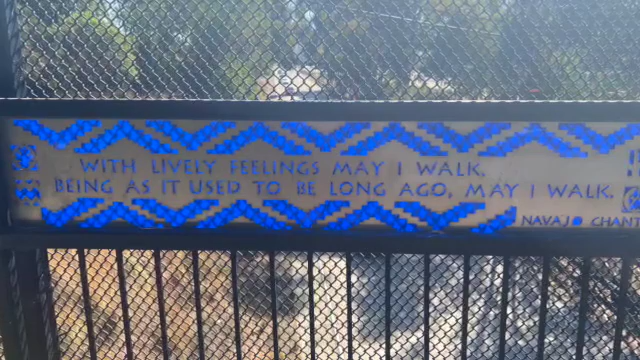 WITH LIVELY FEELINGS MAY I WALK.
BEING AS IT USED TO BE LONG AGO, MAY I WALK.
NAVAJO CHANT